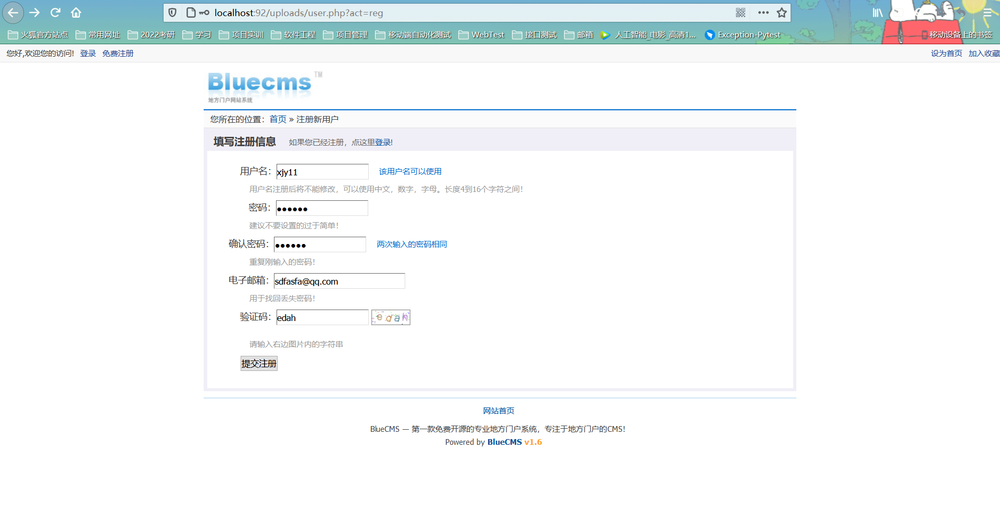 localhost:92/uploads/user.php?act=reg
火狐官方站点 常用网址 2022考研 学习 项目实训 软件工程 项目管理 移动端自动化测试 WebTest 接口测试 邮箱 人工智能_电影_高清1... Exception-Pytest 移动设备上的书签
您好,欢迎您的访问! 登录 免费注册 设为首页 加入收藏
Bluecms TM
地方门户网站系统
您所在的位置：首页 » 注册新用户
填写注册信息 如果您已经注册，点这里登录!
用户名： xjy11 该用户名可以使用
用户名注册后将不能修改，可以使用中文，数字，字母。长度4到16个字符之间！
密码： ●●●●●●
建议不要设置的过于简单！
确认密码： ●●●●●● 两次输入的密码相同
重复刚输入的密码！
电子邮箱： sdfasfa@qq.com
用于找回丢失密码！
验证码： edah edah
请输入右边图片内的字符串
提交注册
网站首页
BlueCMS — 第一款免费开源的专业地方门户系统，专注于地方门户的CMS！
Powered by BlueCMS v1.6